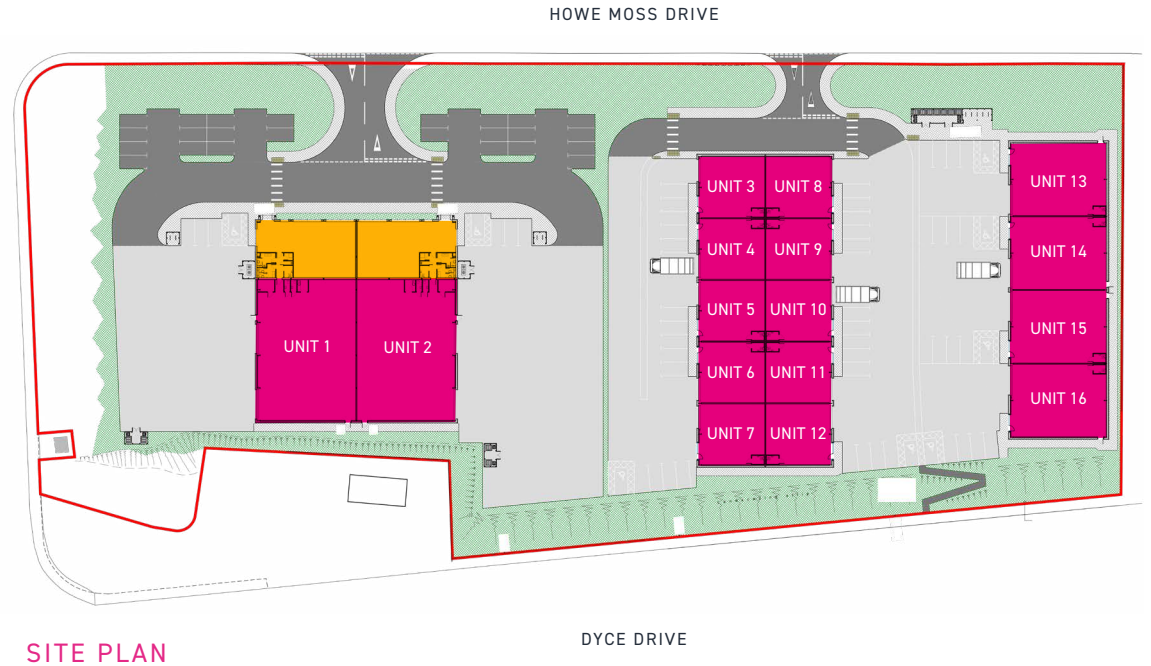 HOWE MOSS DRIVE
UNIT 3
UNIT 8
UNIT 13
UNIT 4
UNIT 9
UNIT 14
UNIT 5
UNIT 10
UNIT 15
UNIT 1
UNIT 2
UNIT 6
UNIT 11
UNIT 16
UNIT 7
UNIT 12
DYCE DRIVE
SITE PLAN